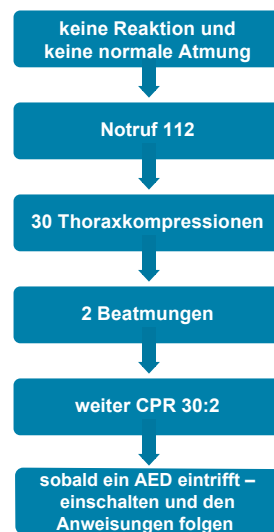 keine Reaktion und
keine normale Atmung
Notruf 112
30 Thoraxkompressionen
2 Beatmungen
weiter CPR 30:2
sobald ein AED eintrifft –
einschalten und den
Anweisungen folgen